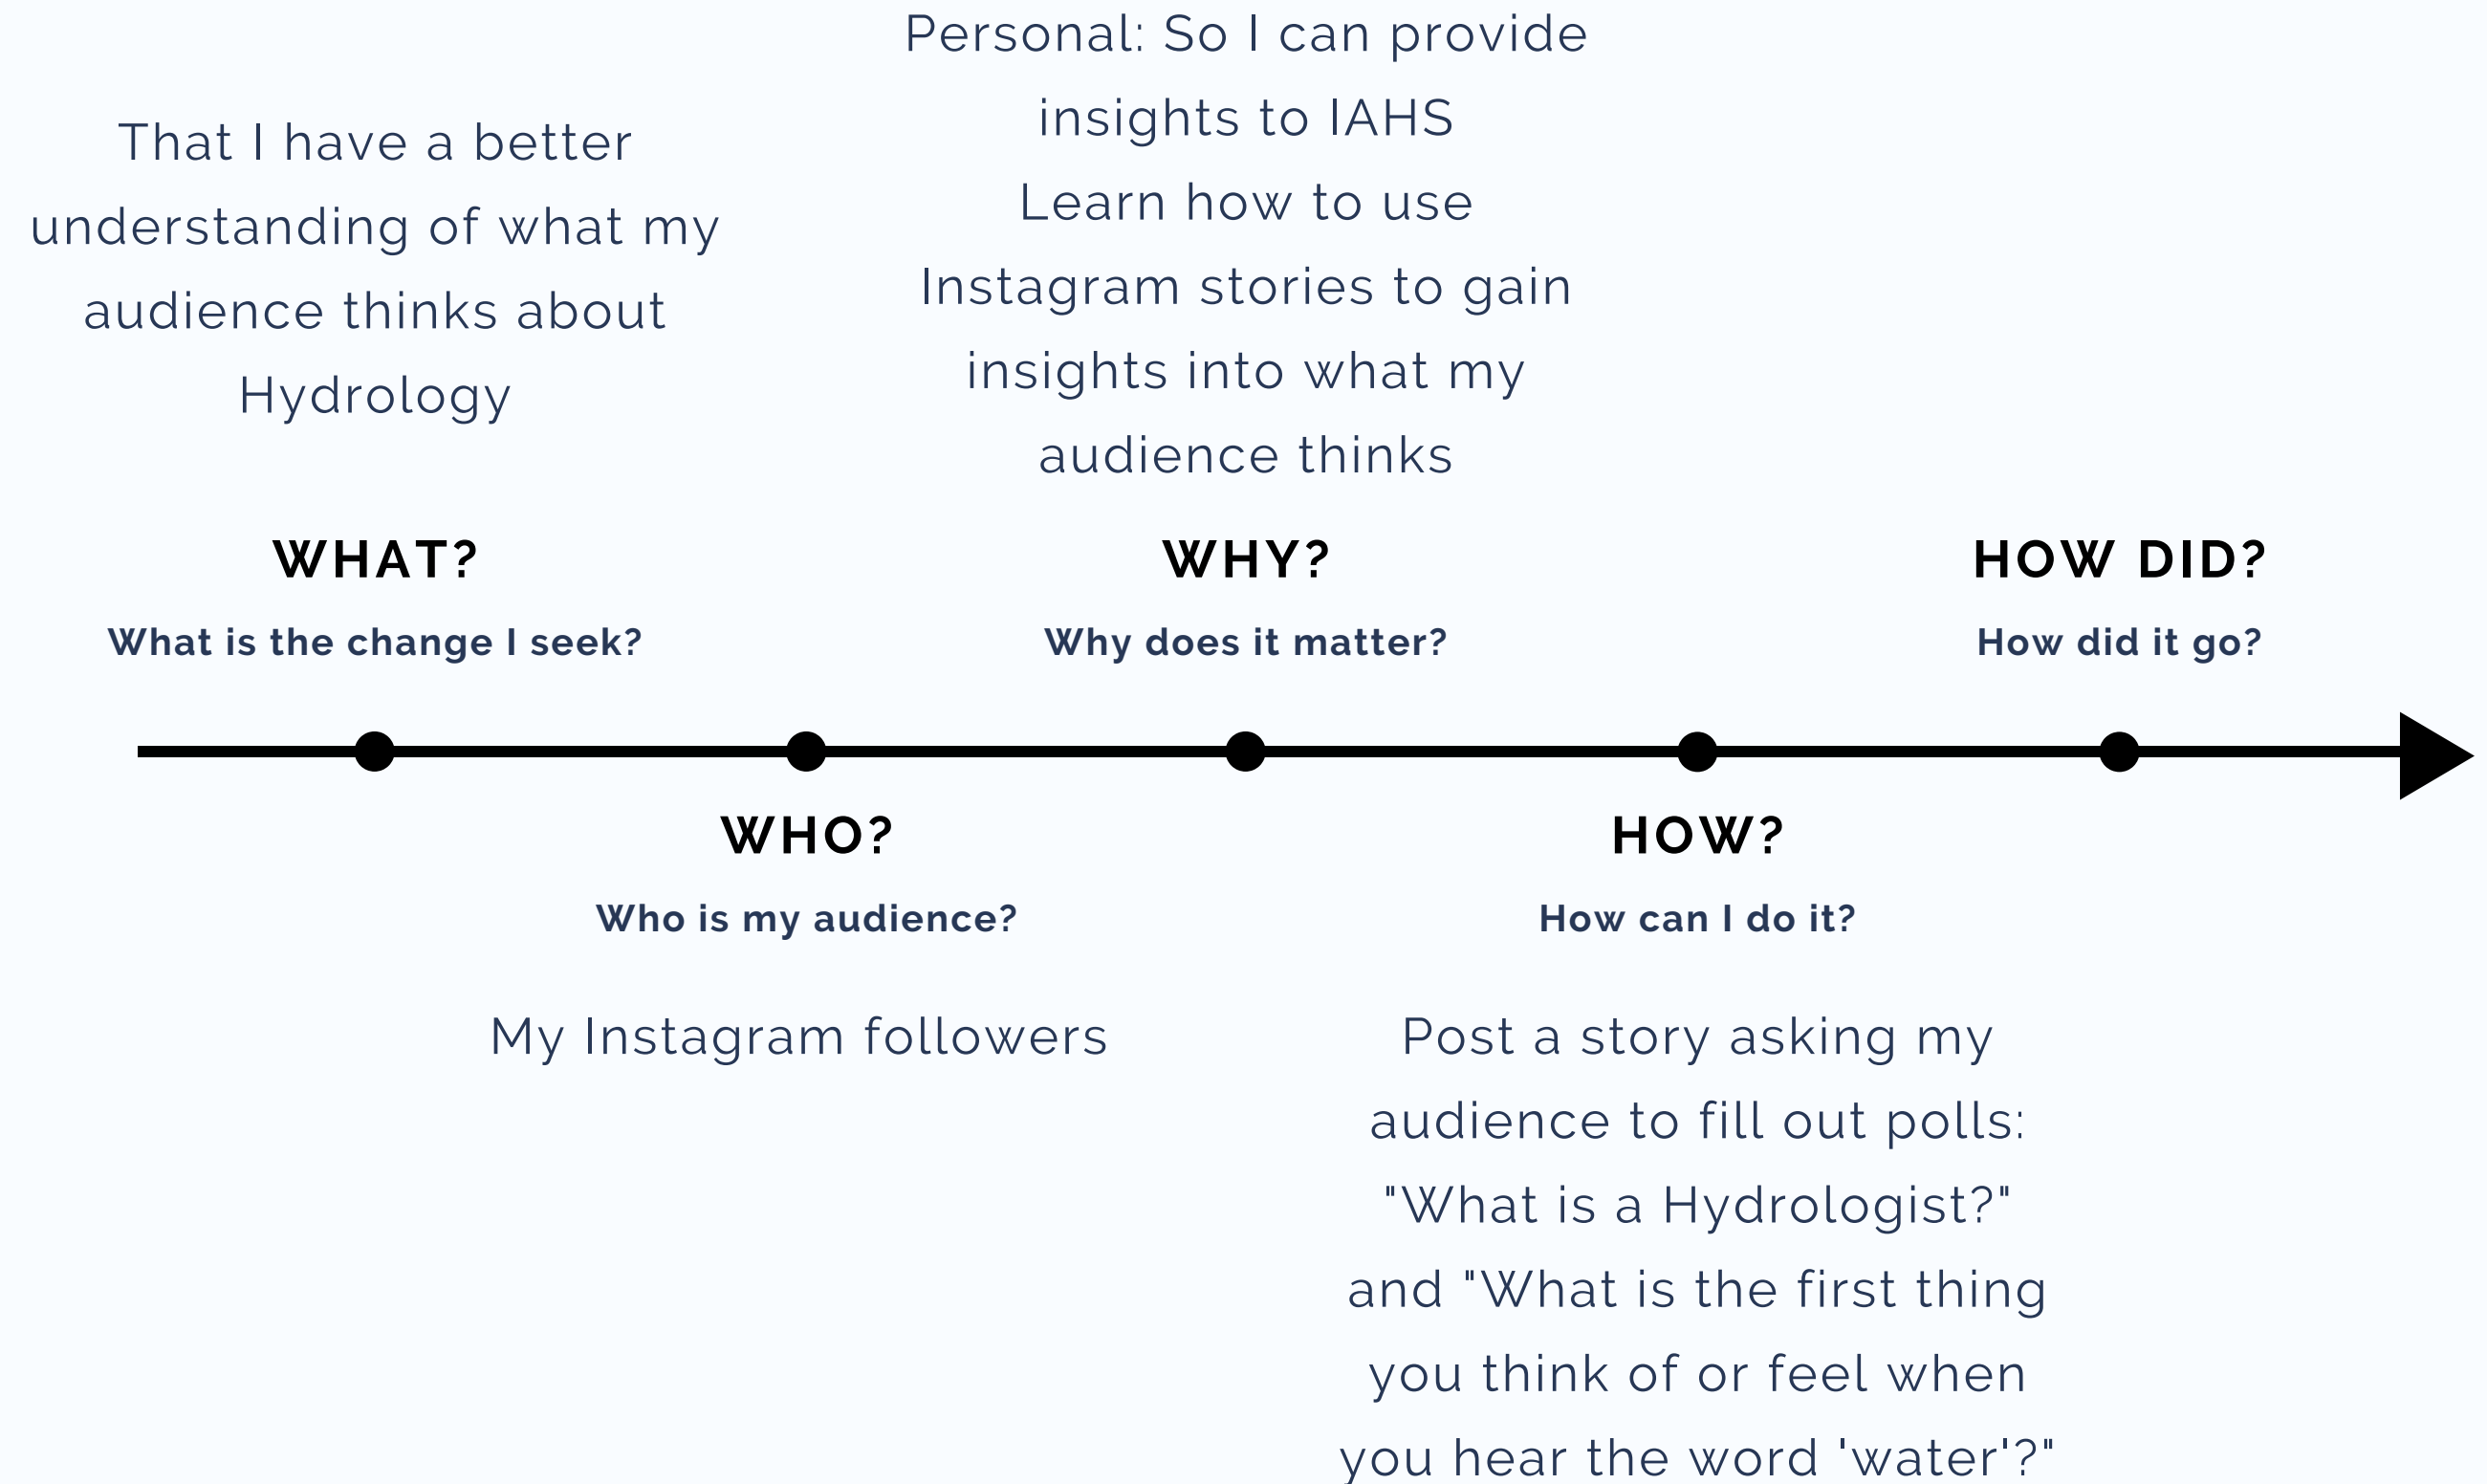 That I have a better
understanding of what my
audience thinks about
Hydrology
WHAT?
What is the change I seek?
WHO?
Who is my audience?
My Instagram followers
Personal: So I can provide
insights to IAHS
Learn how to use
Instagram stories to gain
insights into what my
audience thinks
WHY?
Why does it matter?
HOW?
How can I do it?
Post a story asking my
audience to fill out polls:
"What is a Hydrologist?"
and "What is the first thing
you think of or feel when
you hear the word 'water'?"
HOW DID?
How did it go?